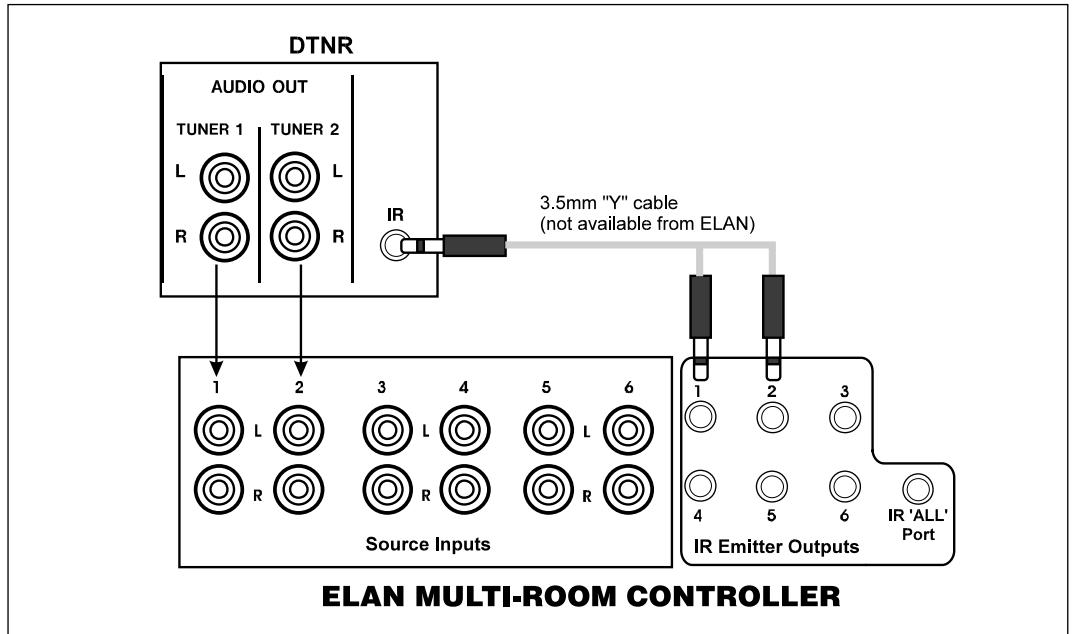 DTNR
AUDIO OUT
TUNER 1 TUNER 2
L L
R R
IR
3.5mm "Y" cable
(not available from ELAN)
1 2 3 4 5 6
L L L
R R R
Source Inputs
1 2 3
4 5 6
IR 'ALL'
Port
IR Emitter Outputs
ELAN MULTI-ROOM CONTROLLER